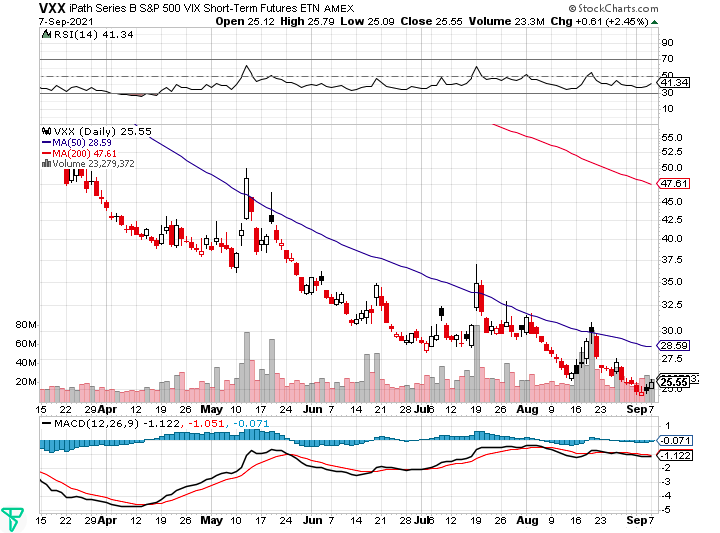 VXX iPath Series B S&P 500 VIX Short-Term Futures ETN AMEX © StockCharts.com
7-Sep-2021 Open 25.12 High 25.79 Low 25.09 Close 25.55 Volume 23.3M Chg +0.61 (+2.45%)
RSI(14) 41.34
90
70
50
41.34
30
10
VXX (Daily) 25.55
MA(50) 28.59
MA(200) 47.61
Volume 23,279,372
55.0
52.5
50.0
47.61
45.0
42.5
40.0
37.5
35.0
32.5
30.0
28.59
27.5
25.55
25.0
80M
60M
40M
20M
15 22 29 Apr 12 19 26 May 10 17 24 Jun 14 21 28 Jul 6 12 19 26 Aug 9 16 23 Sep 7
MACD(12,26,9) -1.122, -1.051, -0.071
1
-0.071
-1.122
-2
-3
-4
-5
15 22 29 Apr 12 19 26 May 10 17 24 Jun 14 21 28 Jul 6 12 19 26 Aug 9 16 23 Sep 7